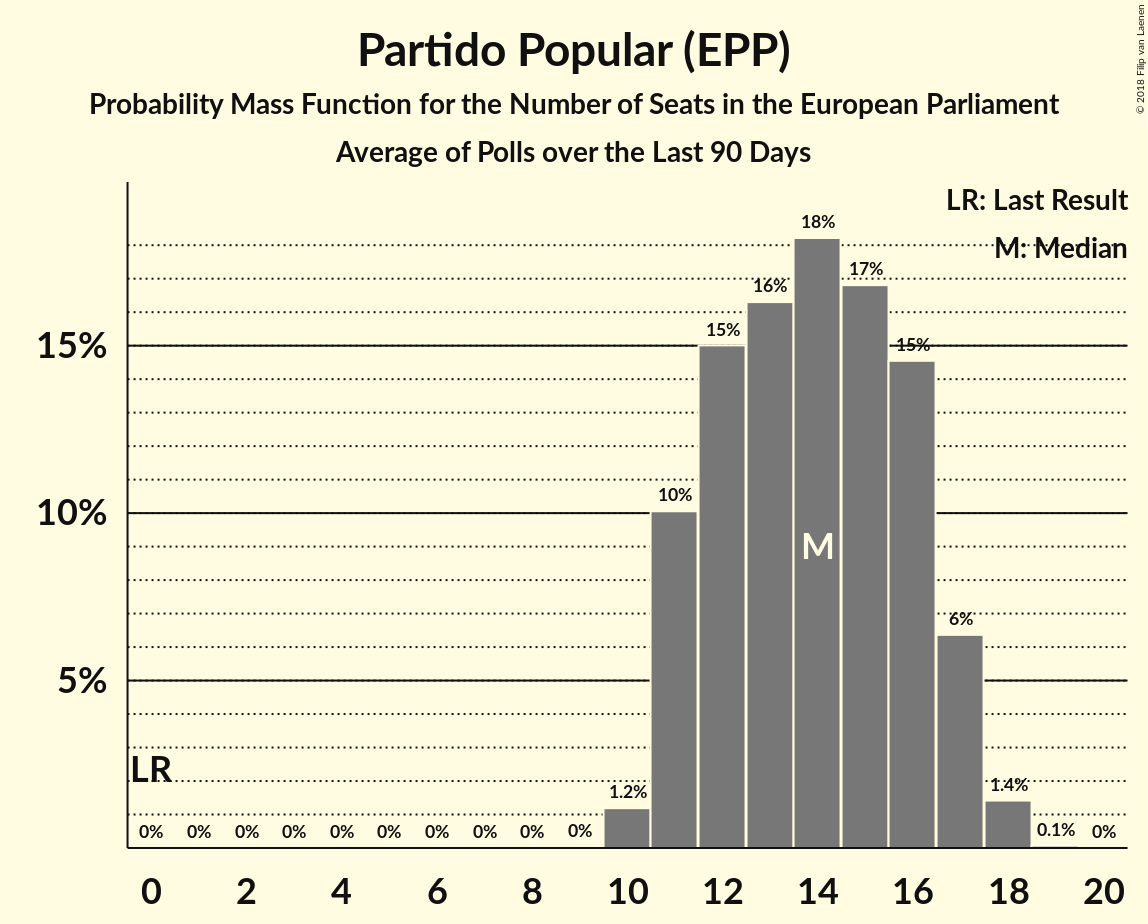 Partido Popular (EPP)
Probability Mass Function for the Number of Seats in the European Parliament
Average of Polls over the Last 90 Days
© 2018 Filip van Laenen
LR: Last Result
M: Median
18%
17%
16%
15%
15%
15%
10%
10%
M
6%
5%
LR
1.2%
1.4%
0% 0% 0% 0% 0% 0% 0% 0% 0% 0% 0.1% 0%
0 2 4 6 8 10 12 14 16 18 20